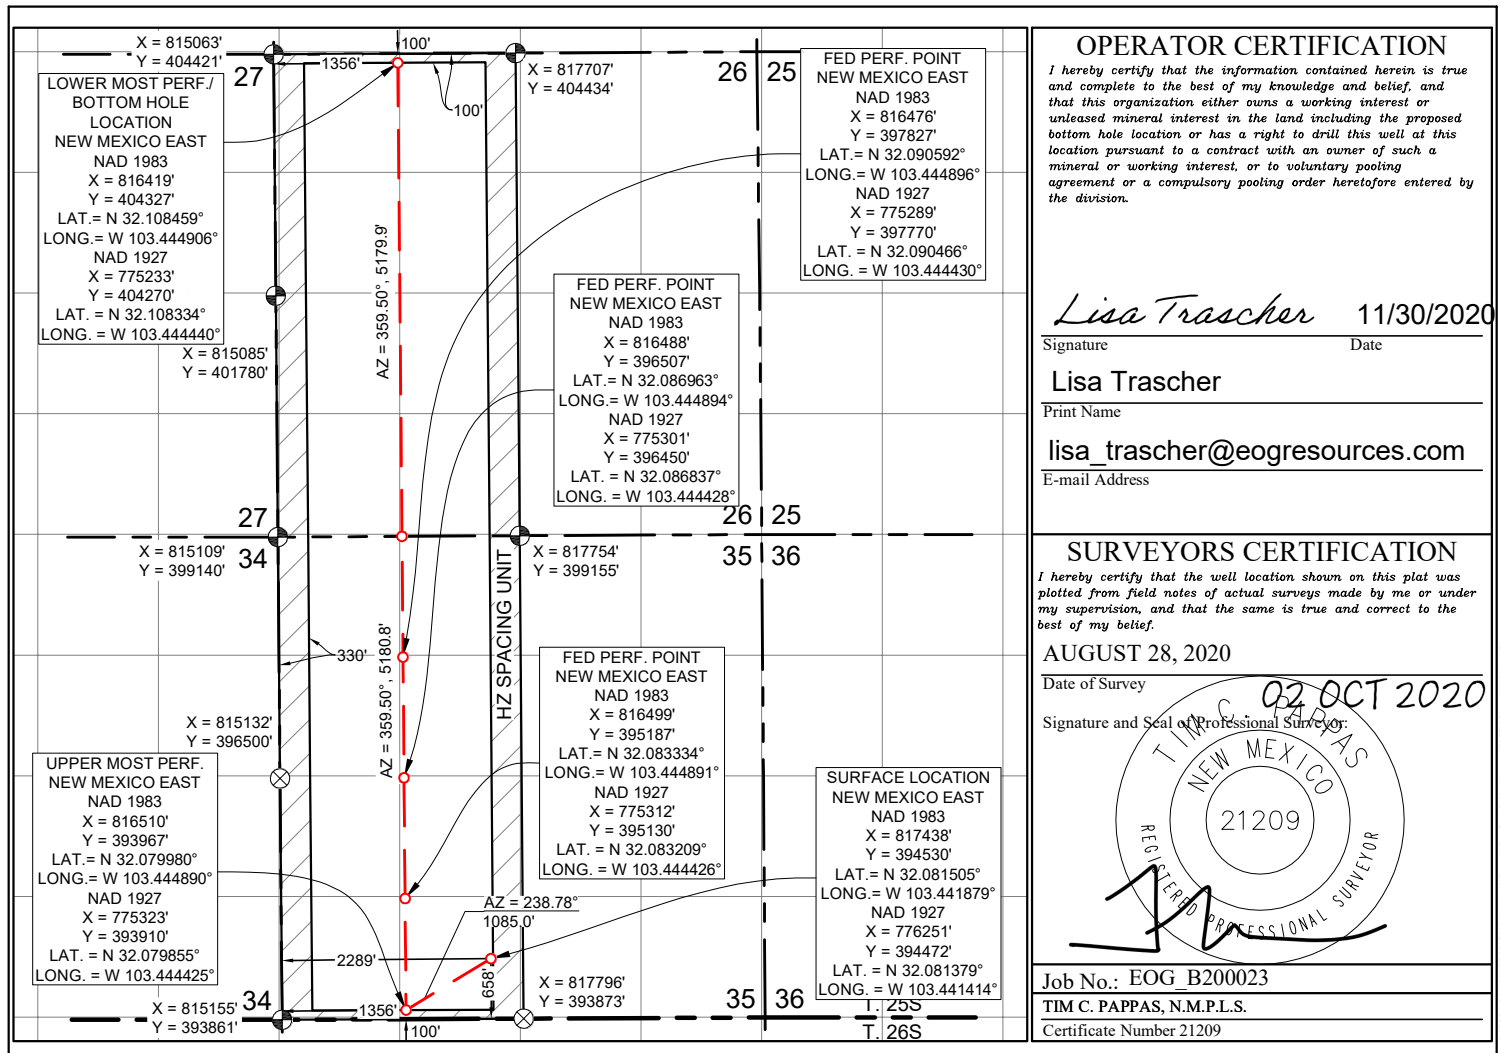 X = 815063'
Y = 404421'
27
100'
1356'
100'
X = 817707'
Y = 404434'
26
25
LOWER MOST PERF./
BOTTOM HOLE
LOCATION
NEW MEXICO EAST
NAD 1983
X = 816419'
Y = 404327'
LAT.= N 32.108459°
LONG.= W 103.444906°
NAD 1927
X = 775233'
Y = 404270'
LAT. = N 32.108334°
LONG. = W 103.444440°
X = 815085'
Y = 401780'
AZ = 359.50°, 5179.9'
FED PERF. POINT
NEW MEXICO EAST
NAD 1983
X = 816476'
Y = 397827'
LAT.= N 32.090592°
LONG.= W 103.444896°
NAD 1927
X = 775289'
Y = 397770'
LAT. = N 32.090466°
LONG. = W 103.444430°
FED PERF. POINT
NEW MEXICO EAST
NAD 1983
X = 816488'
Y = 396507'
LAT.= N 32.086963°
LONG.= W 103.444894°
NAD 1927
X = 775301'
Y = 396450'
LAT. = N 32.086837°
LONG. = W 103.444428°
27
34
X = 815109'
Y = 399140'
X = 817754'
Y = 399155'
26
25
35
36
HZ SPACING UNIT
330'
AZ = 359.50°, 5180.8'
X = 815132'
Y = 396500'
FED PERF. POINT
NEW MEXICO EAST
NAD 1983
X = 816499'
Y = 395187'
LAT.= N 32.083334°
LONG.= W 103.444891°
NAD 1927
X = 775312'
Y = 395130'
LAT. = N 32.083209°
LONG. = W 103.444426°
UPPER MOST PERF.
NEW MEXICO EAST
NAD 1983
X = 816510'
Y = 393967'
LAT.= N 32.079980°
LONG.= W 103.444890°
NAD 1927
X = 775323'
Y = 393910'
LAT. = N 32.079855°
LONG. = W 103.444425°
SURFACE LOCATION
NEW MEXICO EAST
NAD 1983
X = 817438'
Y = 394530'
LAT.= N 32.081505°
LONG.= W 103.441879°
NAD 1927
X = 776251'
Y = 394472'
LAT. = N 32.081379°
LONG. = W 103.441414°
AZ = 238.78°
1085.0'
2289'
658'
1356'
100'
X = 817796'
Y = 393873'
X = 815155'
Y = 393861'
34
35
36
T. 25S
T. 26S
OPERATOR CERTIFICATION
I hereby certify that the information contained herein is true
and complete to the best of my knowledge and belief, and
that this organization either owns a working interest or
unleased mineral interest in the land including the proposed
bottom hole location or has a right to drill this well at this
location pursuant to a contract with an owner of such a
mineral or working interest, or to voluntary pooling
agreement or a compulsory pooling order heretofore entered by
the division.
Lisa Trascher 11/30/2020
Signature Date
Lisa Trascher
Print Name
lisa_trascher@eogresources.com
E-mail Address
SURVEYORS CERTIFICATION
I hereby certify that the well location shown on this plat was
plotted from field notes of actual surveys made by me or under
my supervision, and that the same is true and correct to the
best of my belief.
AUGUST 28, 2020
Date of Survey
02 OCT 2020
Signature and Seal of Professional Surveyor:
TIM C. PAPPAS
NEW MEXICO
21209
REGISTERED PROFESSIONAL SURVEYOR
Job No.: EOG_B200023
TIM C. PAPPAS, N.M.P.L.S.
Certificate Number 21209